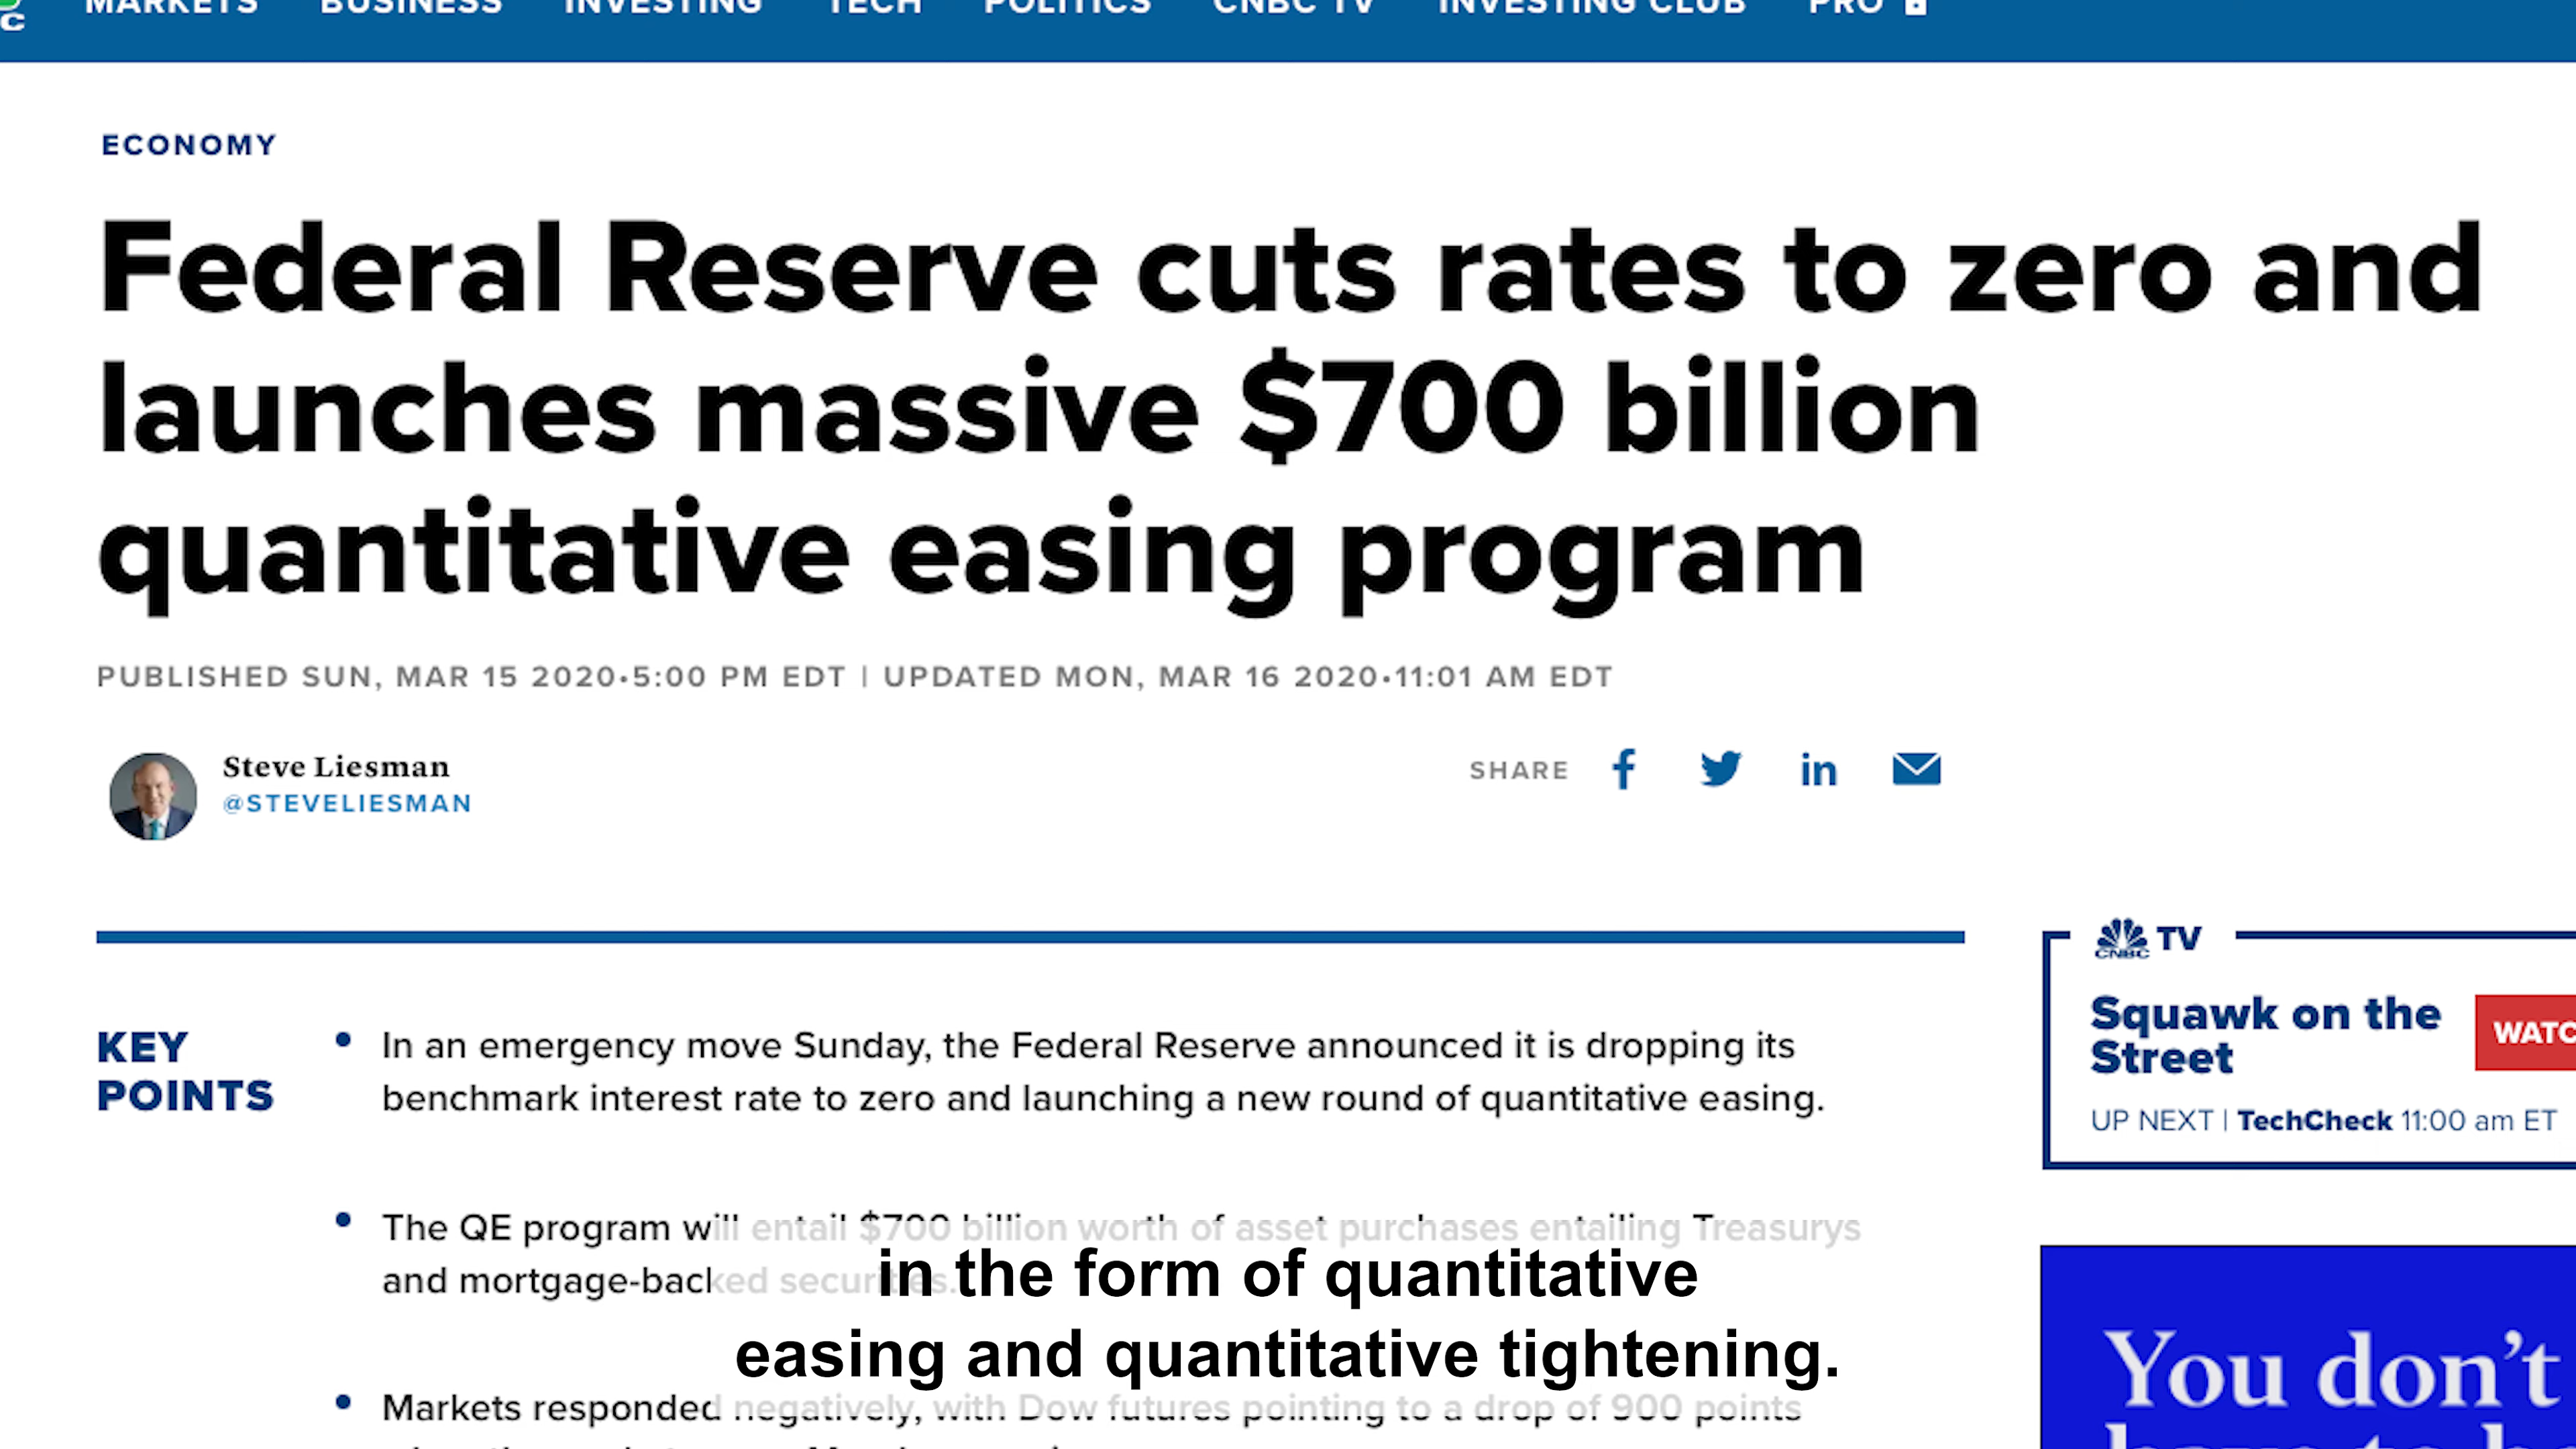 C MARKETS BUSINESS INVESTING TECH POLITICS CNBC TV INVESTING CLUB PRO
ECONOMY
Federal Reserve cuts rates to zero and
launches massive $700 billion
quantitative easing program
PUBLISHED SUN, MAR 15 2020•5:00 PM EDT | UPDATED MON, MAR 16 2020•11:01 AM EDT
Steve Liesman
@STEVELIESMAN
SHARE f in
KEY
POINTS
• In an emergency move Sunday, the Federal Reserve announced it is dropping its
benchmark interest rate to zero and launching a new round of quantitative easing.
• The QE program will entail $700 billion worth of asset purchases entailing Treasurys
and mortgage-backed securities.
• Markets responded negatively, with Dow futures pointing to a drop of 900 points
in the form of quantitative
easing and quantitative tightening.
CNBC TV
Squawk on the
Street
WATC
UP NEXT | TechCheck 11:00 am ET
You don't